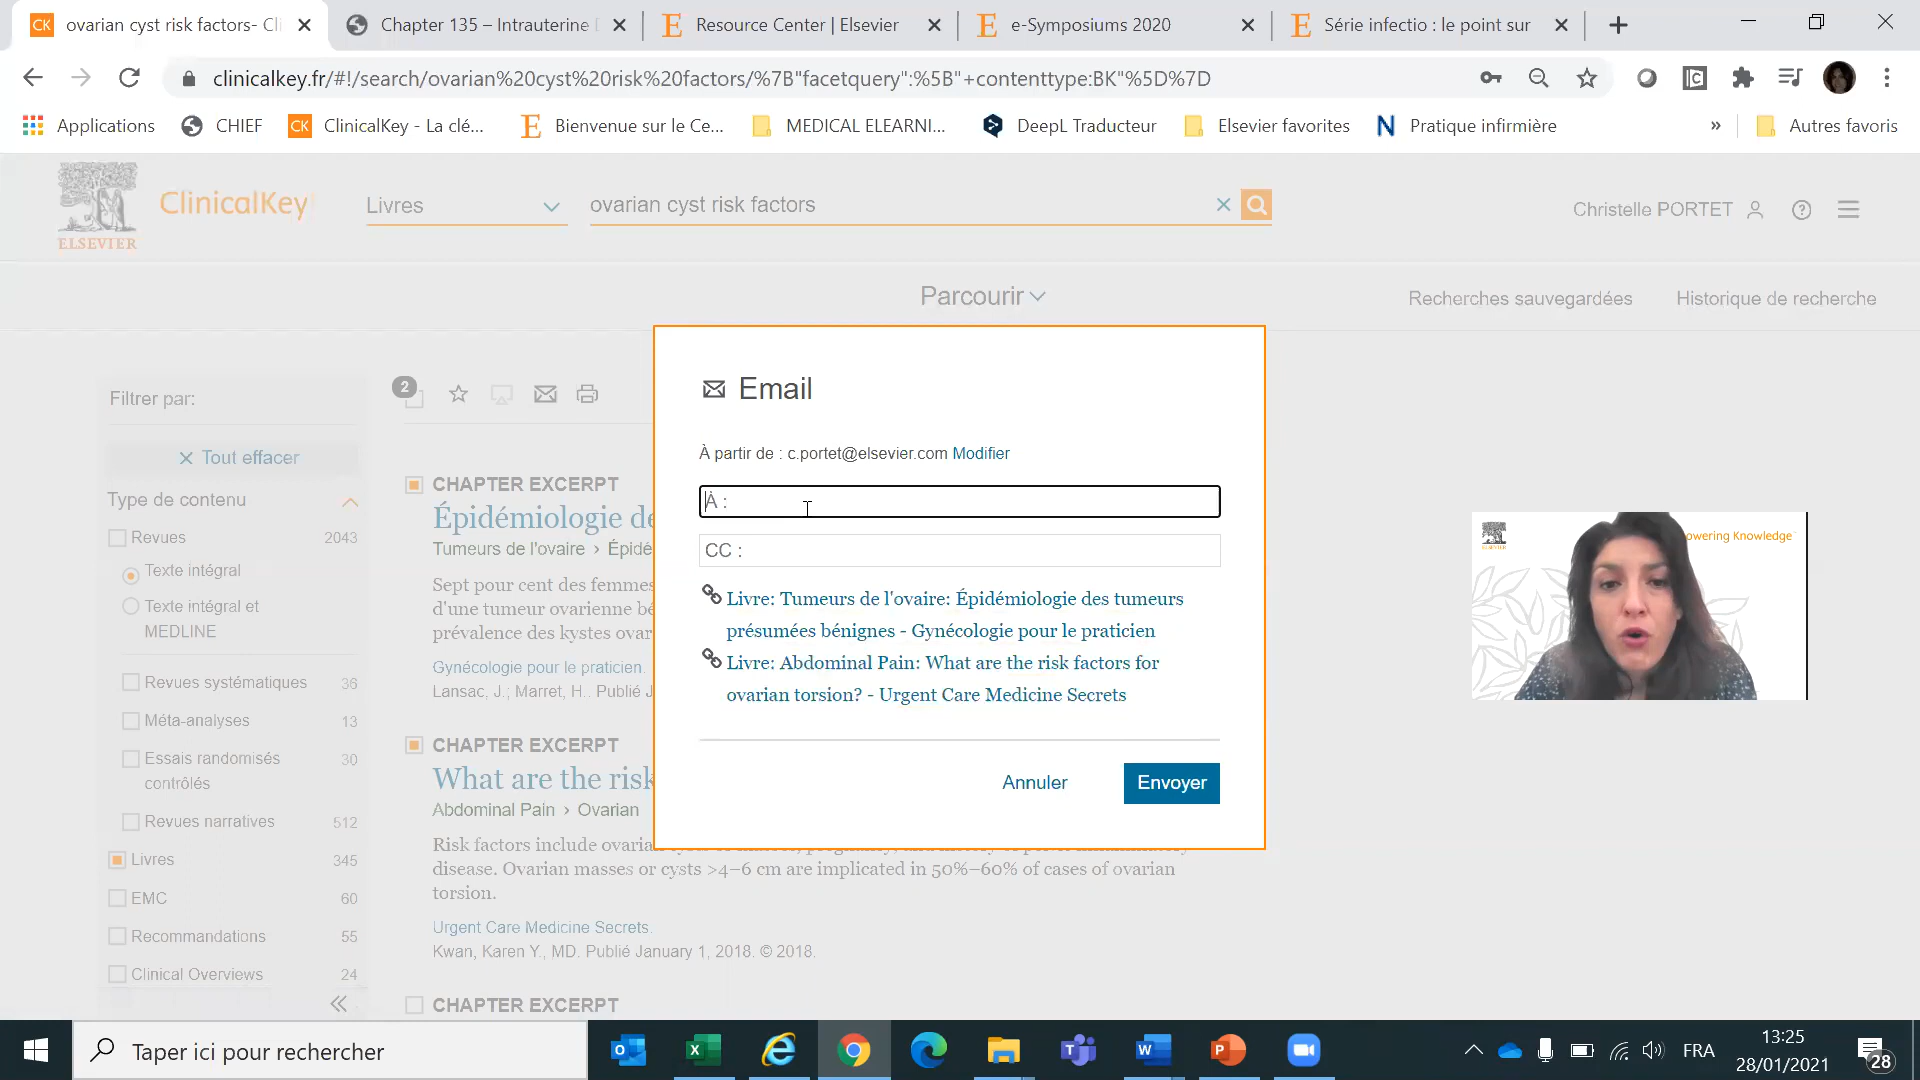 ovarian cyst risk factors- Cli
Chapter 135 – Intrauterine
Resource Center | Elsevier
e-Symposiums 2020
Série infectio : le point sur
clinicalkey.fr/#!/search/ovarian%20cyst%20risk%20factors/%7B"facetquery":%5B"+contenttype:BK"%5D%7D
Applications
CHIEF
CK ClinicalKey - La clé...
Bienvenue sur le Ce...
MEDICAL ELEARNI...
DeepL Traducteur
Elsevier favorites
Pratique infirmière
»
Autres favoris
ELSEVIER
ClinicalKey
Livres
ovarian cyst risk factors
Christelle PORTET
Parcourir
Recherches sauvegardées
Historique de recherche
Filtrer par:
Tout effacer
Type de contenu
Revues 2043
Texte intégral
Texte intégral et
MEDLINE
Revues systématiques 36
Méta-analyses 13
Essais randomisés 30
contrôlés
Revues narratives 512
Livres 345
EMC 60
Recommandations 55
Clinical Overviews 24
2
CHAPTER EXCERPT
Épidémiologie de
Tumeurs de l'ovaire › Épidé
Sept pour cent des femmes
d'une tumeur ovarienne bé
prévalence des kystes ovar
Gynécologie pour le praticien.
Lansac, J.; Marret, H.. Publié J
CHAPTER EXCERPT
What are the risk
Abdominal Pain › Ovarian
Risk factors include ovaria
disease. Ovarian masses or cysts >4–6 cm are implicated in 50%–60% of cases of ovarian
torsion.
Urgent Care Medicine Secrets.
Kwan, Karen Y., MD. Publié January 1, 2018. © 2018.
CHAPTER EXCERPT
Email
À partir de : c.portet@elsevier.com Modifier
À :
CC :
Livre: Tumeurs de l'ovaire: Épidémiologie des tumeurs
présumées bénignes - Gynécologie pour le praticien
Livre: Abdominal Pain: What are the risk factors for
ovarian torsion? - Urgent Care Medicine Secrets
Annuler
Envoyer
owering Knowledge
Taper ici pour rechercher
FRA
13:25
28/01/2021
28